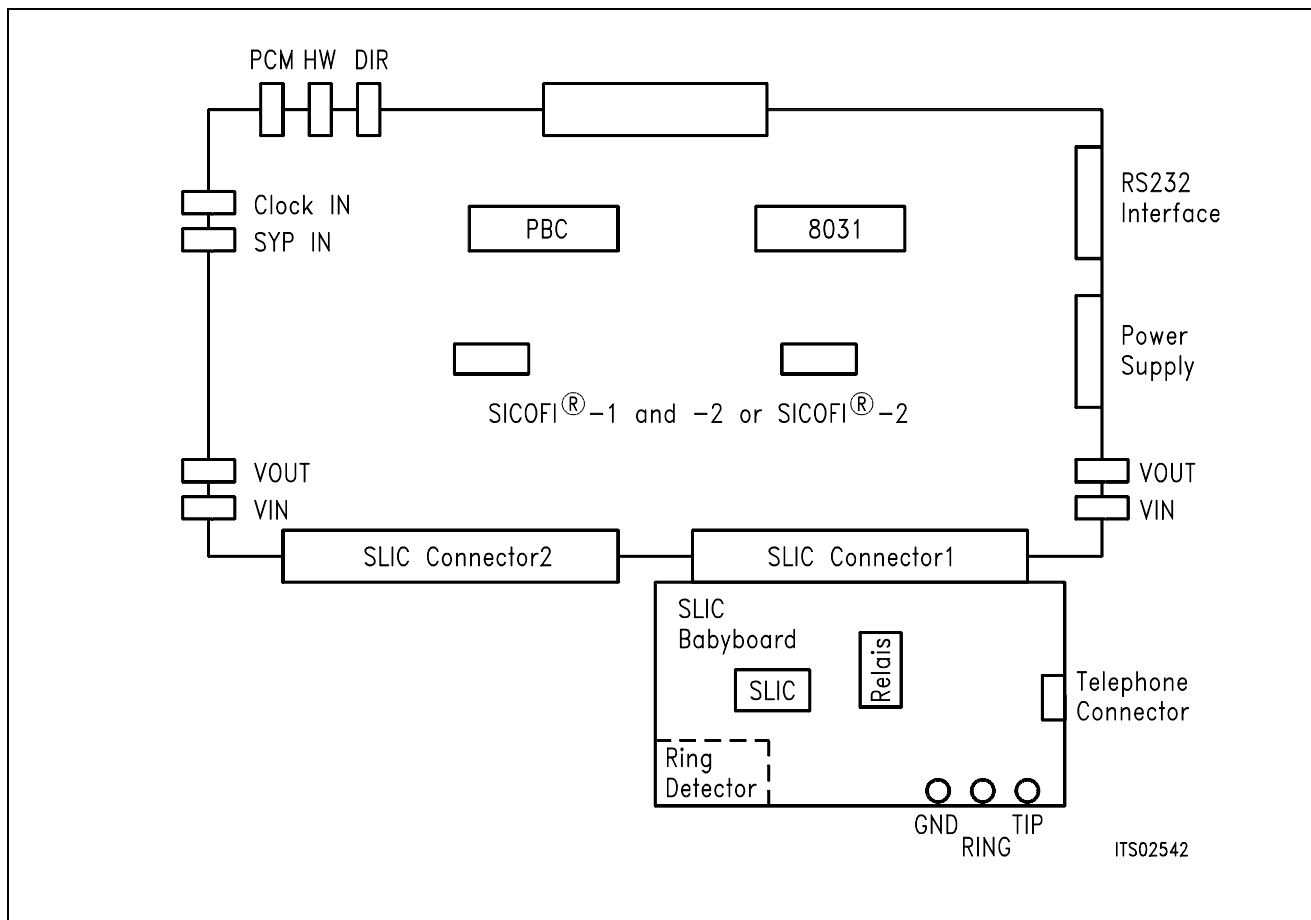 PCM HW DIR
Clock IN
SYP IN
PBC
8031
RS232
Interface
Power
Supply
SICOFI®-1 and -2 or SICOFI®-2
VOUT
VIN
VOUT
VIN
SLIC Connector2
SLIC Connector1
SLIC
Babyboard
SLIC
Relais
Telephone
Connector
Ring
Detector
GND
RING
TIP
ITS02542